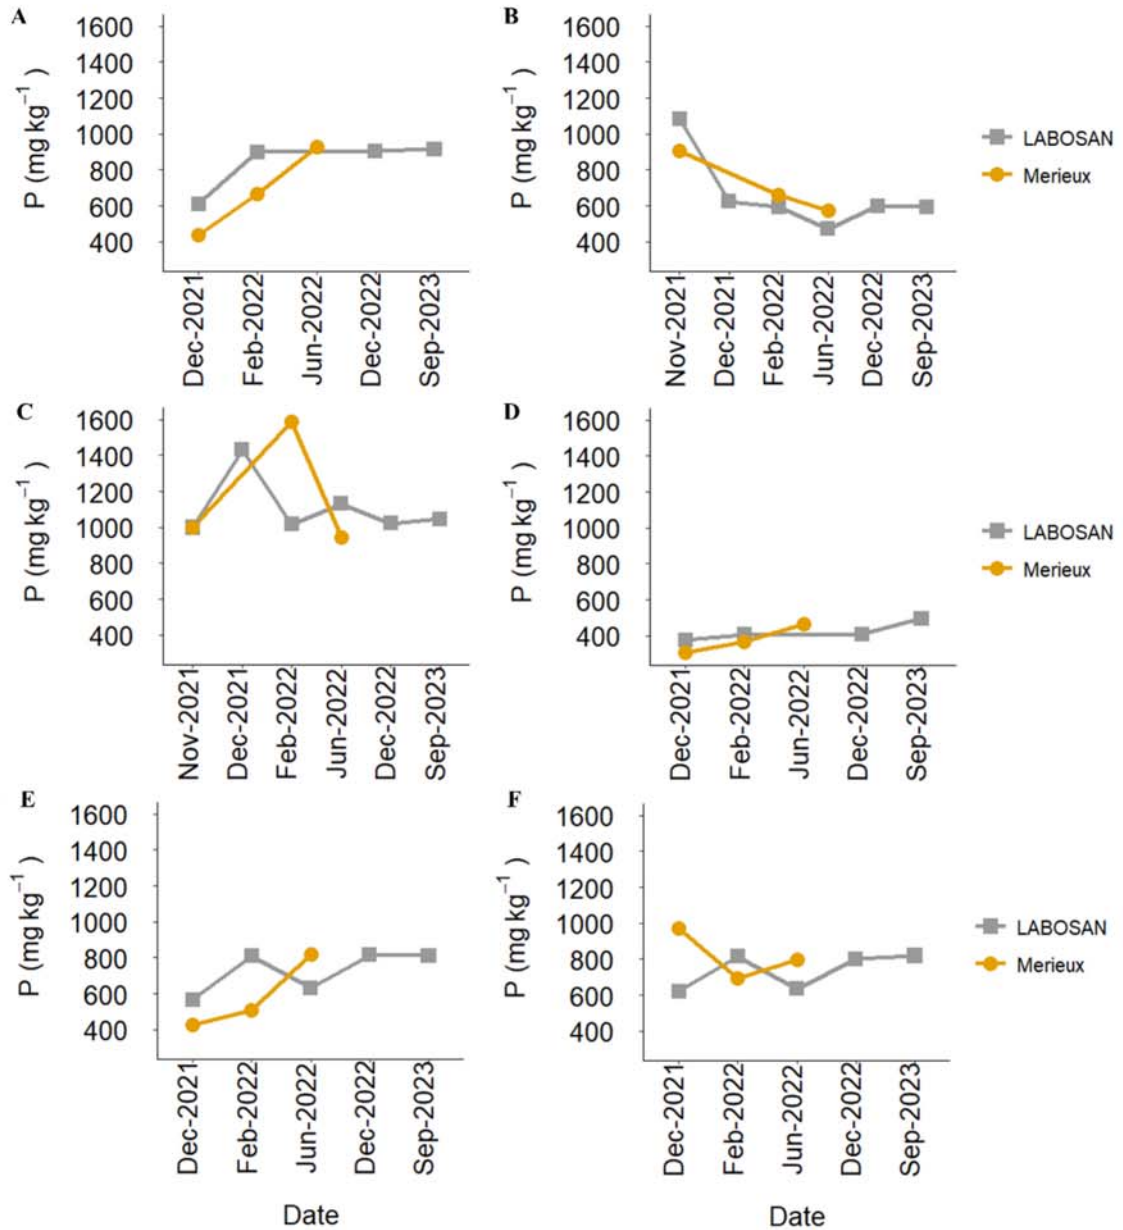 A
P (mg kg⁻¹ )
1600
1400
1200
1000
800
600
400
Dec-2021
Feb-2022
Jun-2022
Dec-2022
Sep-2023
B
P (mg kg⁻¹ )
1600
1400
1200
1000
800
600
400
Nov-2021
Dec-2021
Feb-2022
Jun-2022
Dec-2022
Sep-2023
LABOSAN
Merieux
C
P (mg kg⁻¹ )
1600
1400
1200
1000
800
600
400
Nov-2021
Dec-2021
Feb-2022
Jun-2022
Dec-2022
Sep-2023
D
P (mg kg⁻¹ )
1600
1400
1200
1000
800
600
400
Dec-2021
Feb-2022
Jun-2022
Dec-2022
Sep-2023
LABOSAN
Merieux
E
P (mg kg⁻¹ )
1600
1400
1200
1000
800
600
400
Dec-2021
Feb-2022
Jun-2022
Dec-2022
Sep-2023
Date
F
P (mg kg⁻¹ )
1600
1400
1200
1000
800
600
400
Dec-2021
Feb-2022
Jun-2022
Dec-2022
Sep-2023
Date
LABOSAN
Merieux